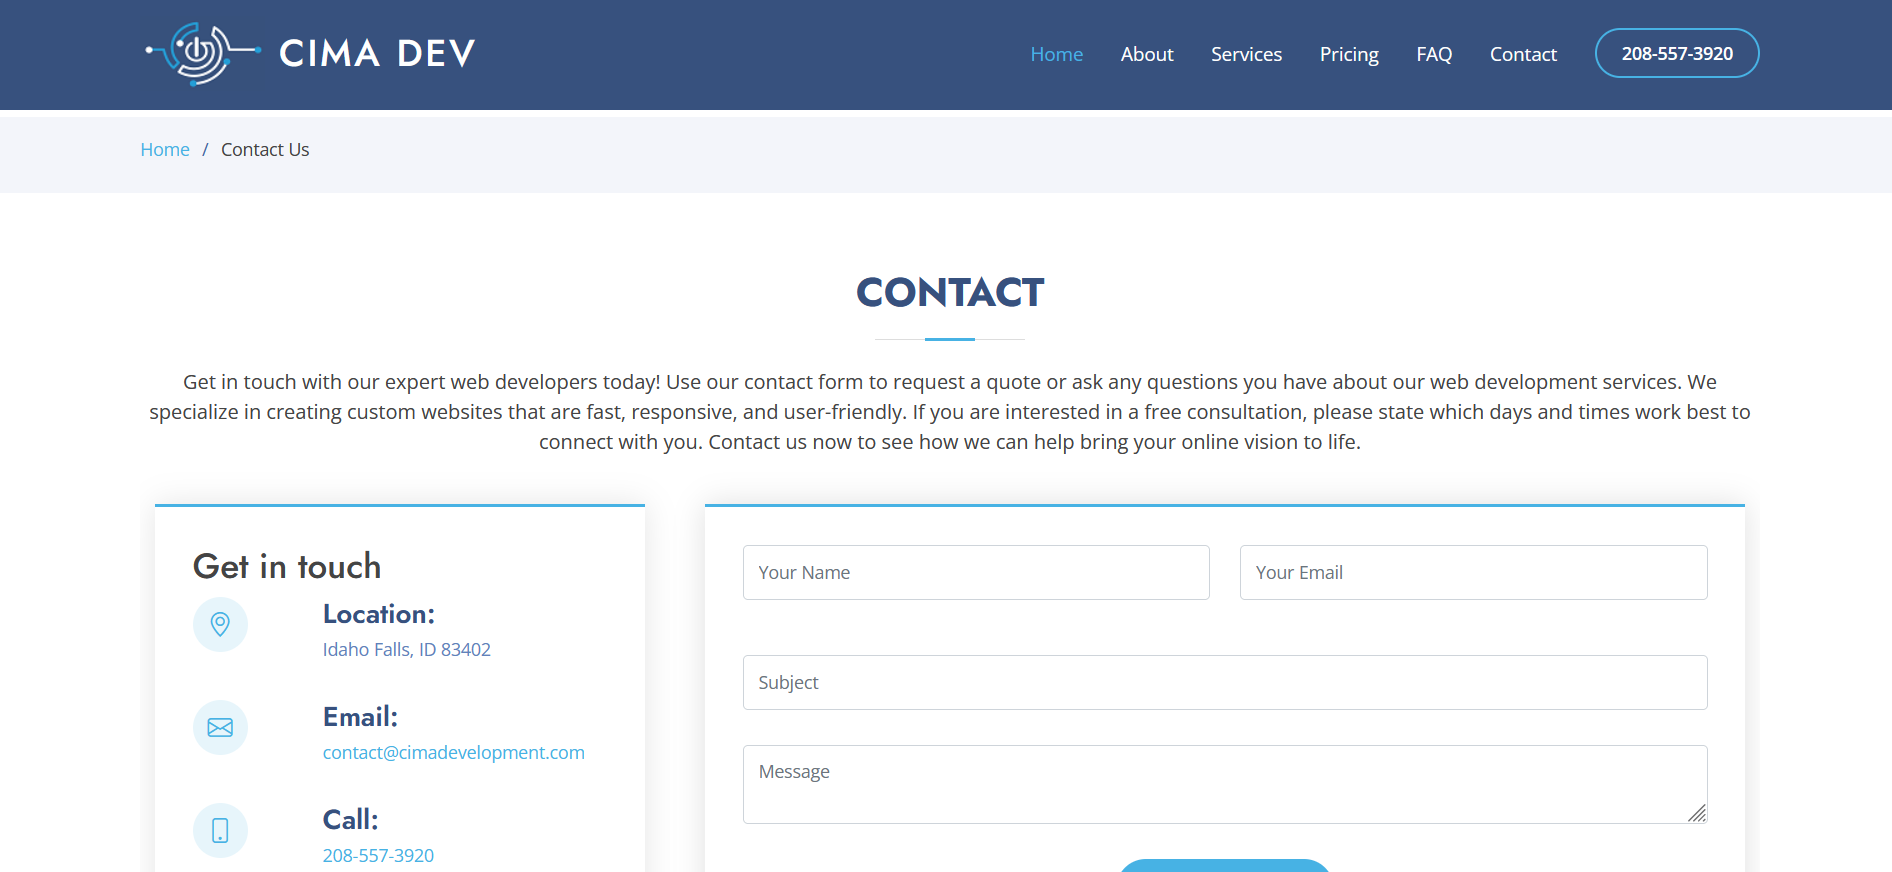 CIMA DEV
Home About Services Pricing FAQ Contact 208-557-3920
Home / Contact Us
CONTACT
Get in touch with our expert web developers today! Use our contact form to request a quote or ask any questions you have about our web development services. We
specialize in creating custom websites that are fast, responsive, and user-friendly. If you are interested in a free consultation, please state which days and times work best to
connect with you. Contact us now to see how we can help bring your online vision to life.
Get in touch
Location:
Idaho Falls, ID 83402
Email:
contact@cimadevelopment.com
Call:
208-557-3920
Your Name
Your Email
Subject
Message